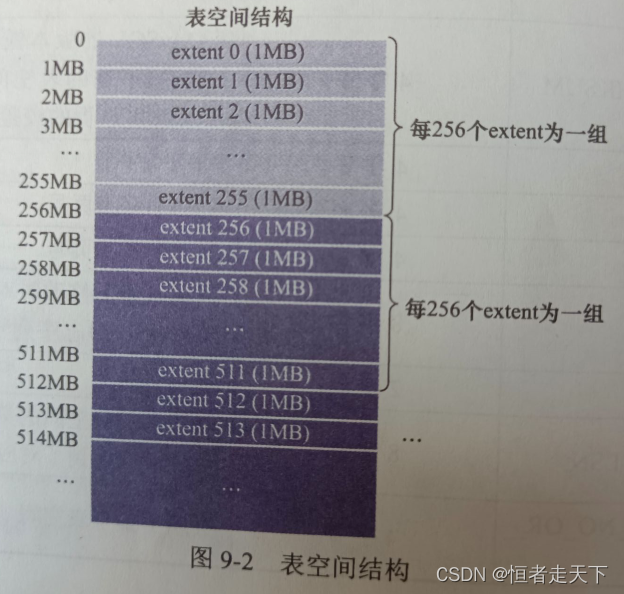 表空间结构
0
extent 0 (1MB)
1MB
extent 1 (1MB)
2MB
extent 2 (1MB)
3MB
...
...
每256个extent为一组
255MB
extent 255 (1MB)
256MB
extent 256 (1MB)
257MB
extent 257 (1MB)
258MB
extent 258 (1MB)
259MB
...
...
每256个extent为一组
511MB
extent 511 (1MB)
512MB
extent 512 (1MB)
513MB
extent 513 (1MB)
514MB
...
...
...
图 9-2 表空间结构
CSDN @恒者走天下